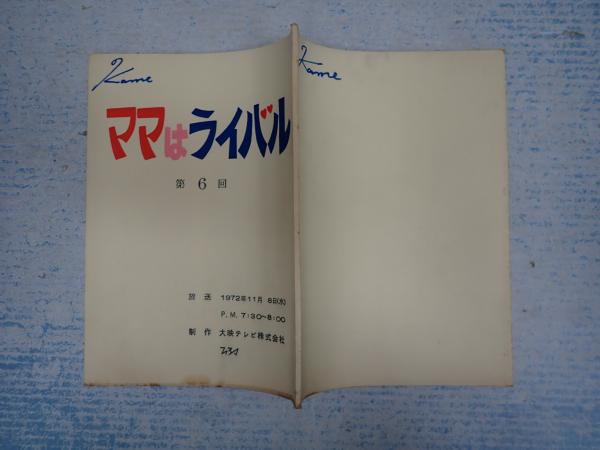 Kame
ママはライバル
第 6 回
放 送 1972年11月 8日(水)
P.M. 7:30~8:00
制 作 大映テレビ株式会社
Kame